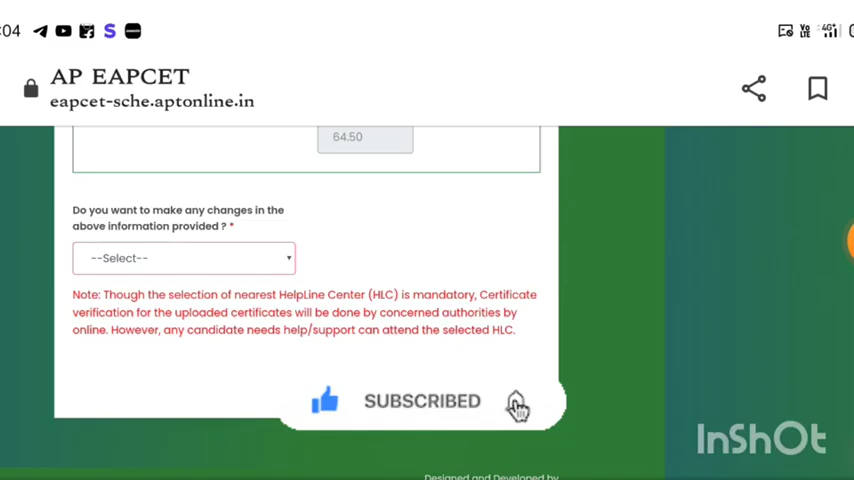 :04
S
Vo
LTE
4G+
AP EAPCET
eapcet-sche.aptonline.in
64.50
Do you want to make any changes in the
above information provided ? *
--Select--
Note: Though the selection of nearest HelpLine Center (HLC) is mandatory, Certificate
verification for the uploaded certificates will be done by concerned authorities by
online. However, any candidate needs help/support can attend the selected HLC.
SUBSCRIBED
InShOt
Designed and Developed by